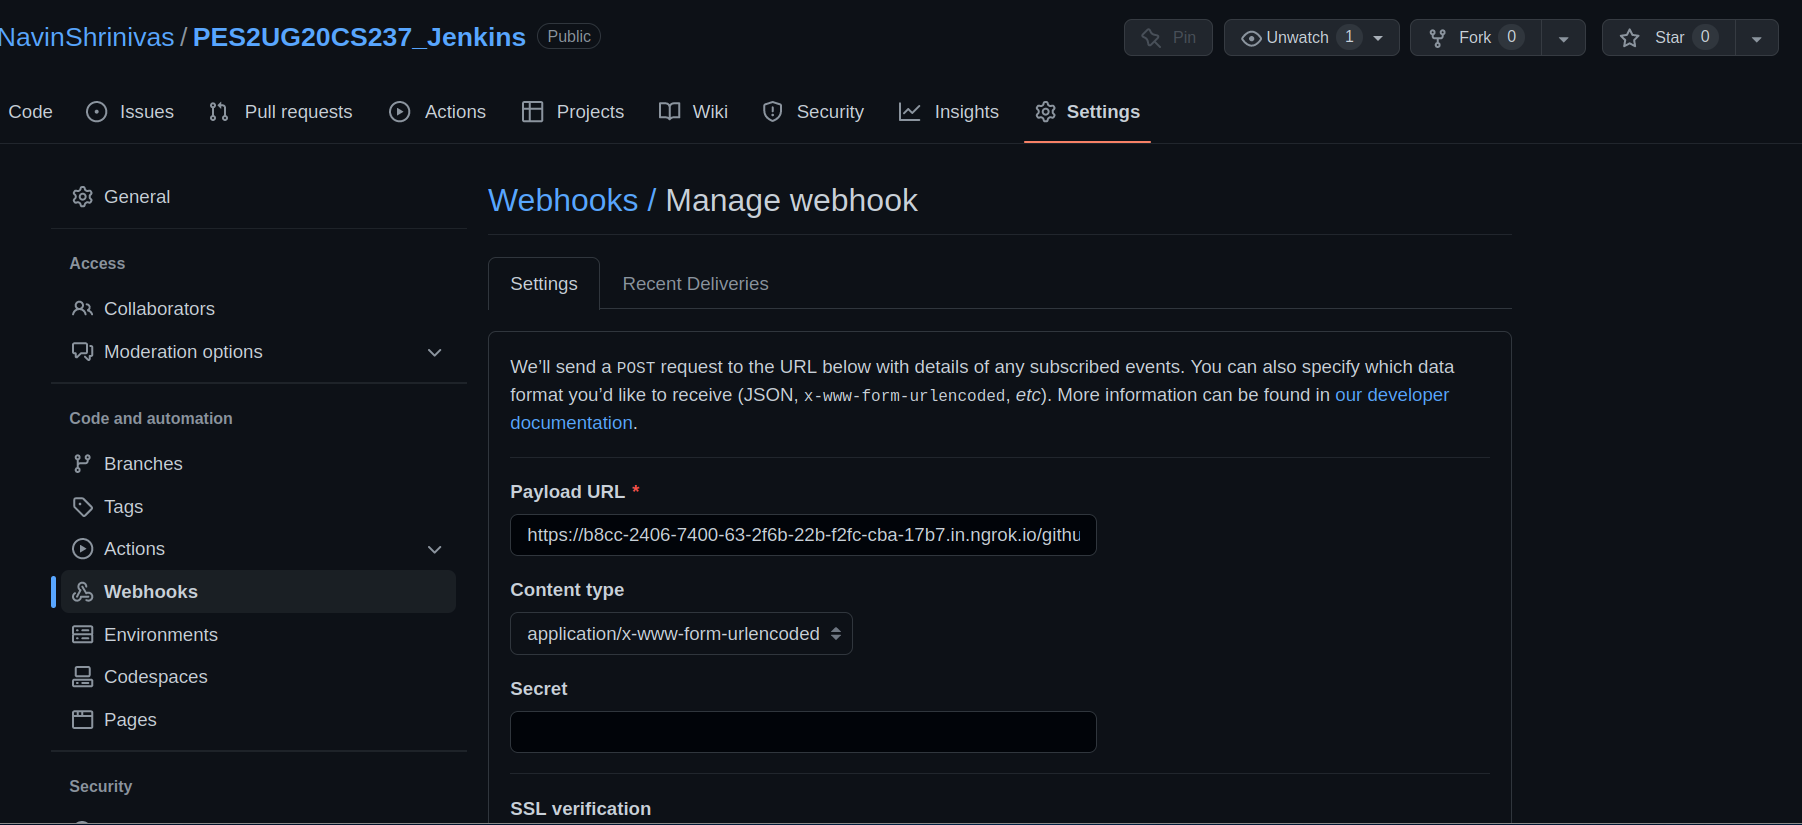 NavinShrinivas / PES2UG20CS237_Jenkins Public
Pin Unwatch 1 Fork 0 Star 0
Code Issues Pull requests Actions Projects Wiki Security Insights Settings
General
Access
Collaborators
Moderation options
Code and automation
Branches
Tags
Actions
Webhooks
Environments
Codespaces
Pages
Security
Webhooks / Manage webhook
Settings Recent Deliveries
We’ll send a POST request to the URL below with details of any subscribed events. You can also specify which data
format you’d like to receive (JSON, x-www-form-urlencoded, etc). More information can be found in our developer
documentation.
Payload URL *
https://b8cc-2406-7400-63-2f6b-22b-f2fc-cba-17b7.in.ngrok.io/githu
Content type
application/x-www-form-urlencoded
Secret
SSL verification